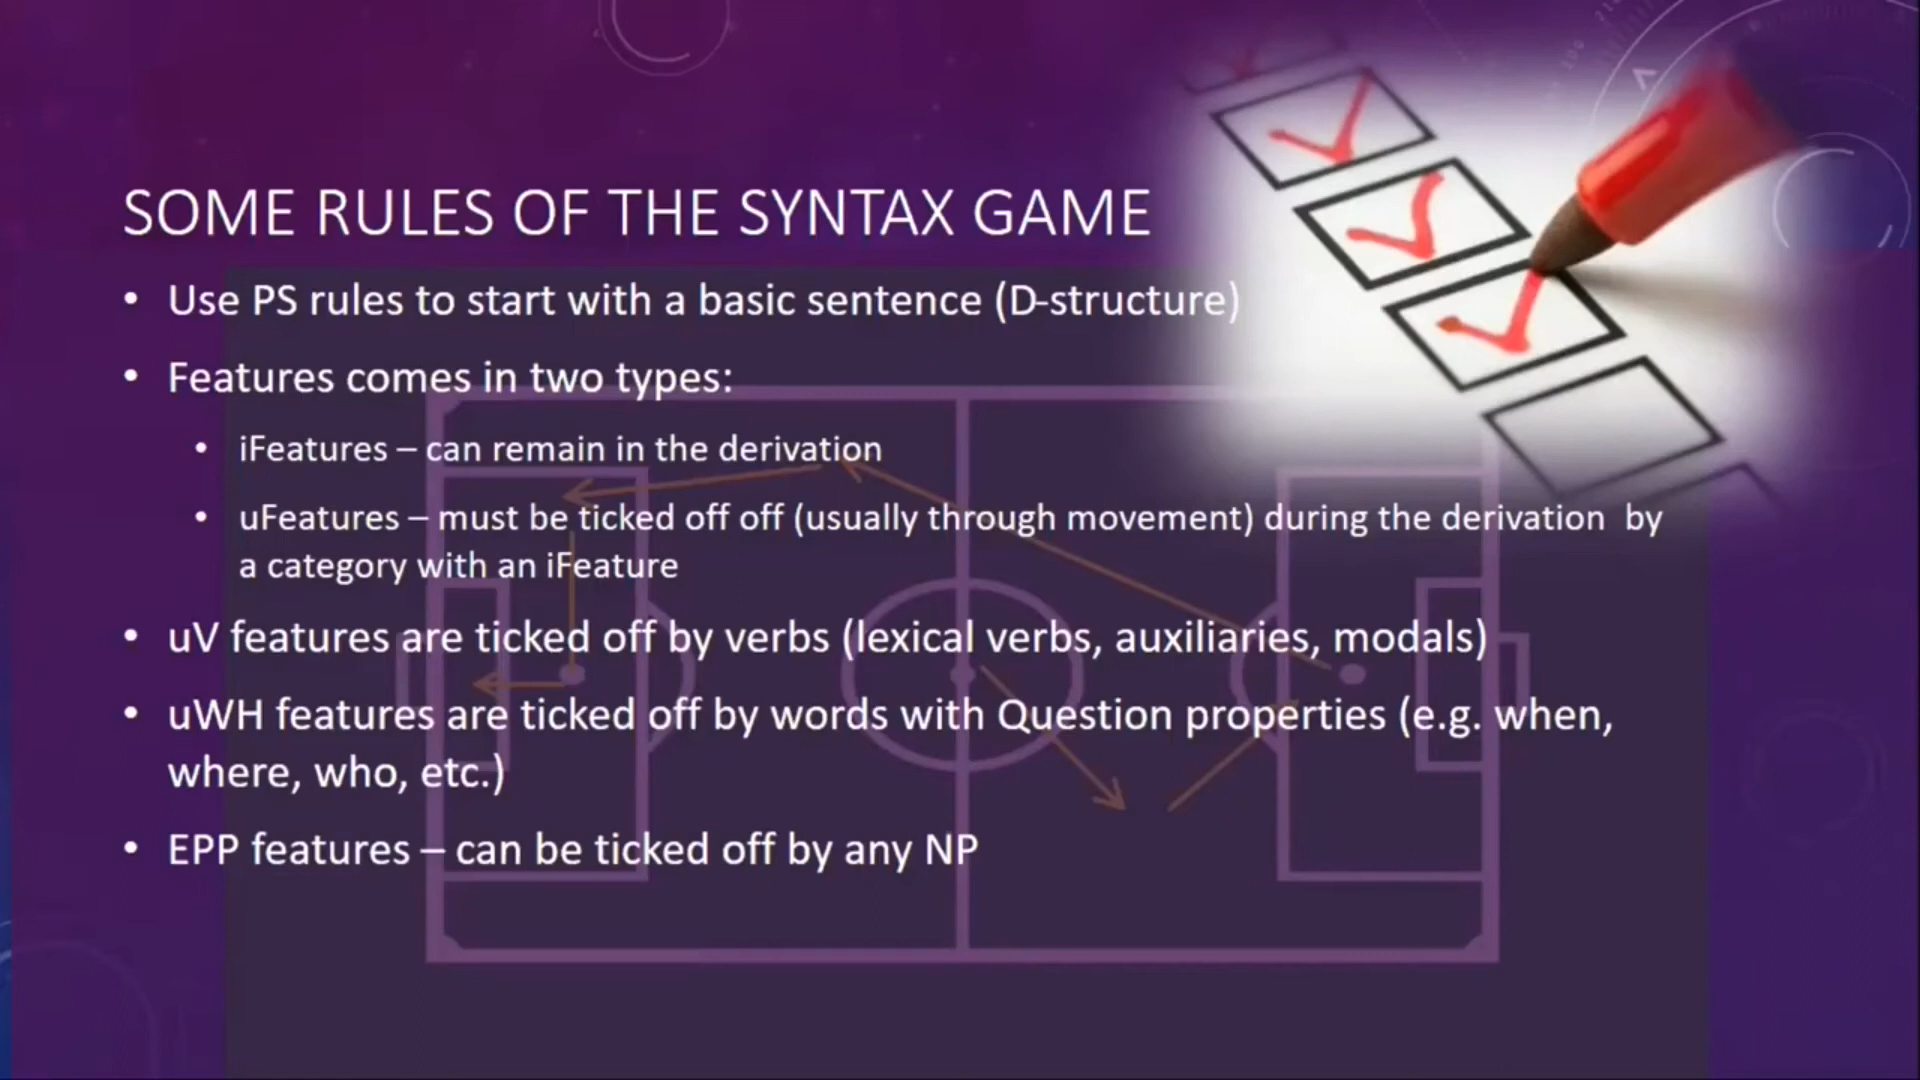 SOME RULES OF THE SYNTAX GAME
• Use PS rules to start with a basic sentence (D-structure)
• Features comes in two types:
• iFeatures – can remain in the derivation
• uFeatures – must be ticked off off (usually through movement) during the derivation by
a category with an iFeature
• uV features are ticked off by verbs (lexical verbs, auxiliaries, modals)
• uWH features are ticked off by words with Question properties (e.g. when,
where, who, etc.)
• EPP features – can be ticked off by any NP